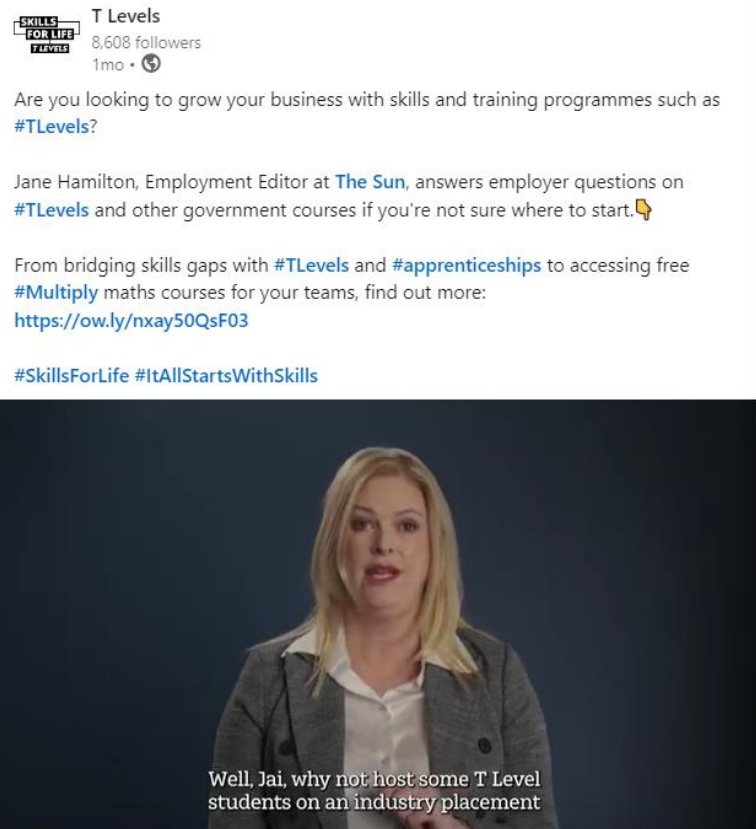 SKILLS
FOR LIFE
T LEVELS
T Levels
8,608 followers
1mo •
Are you looking to grow your business with skills and training programmes such as
#TLevels?
Jane Hamilton, Employment Editor at The Sun, answers employer questions on
#TLevels and other government courses if you're not sure where to start.👇
From bridging skills gaps with #TLevels and #apprenticeships to accessing free
#Multiply maths courses for your teams, find out more:
https://ow.ly/nxay50QsF03
#SkillsForLife #ItAllStartsWithSkills
Well, Jai, why not host some T Level
students on an industry placement